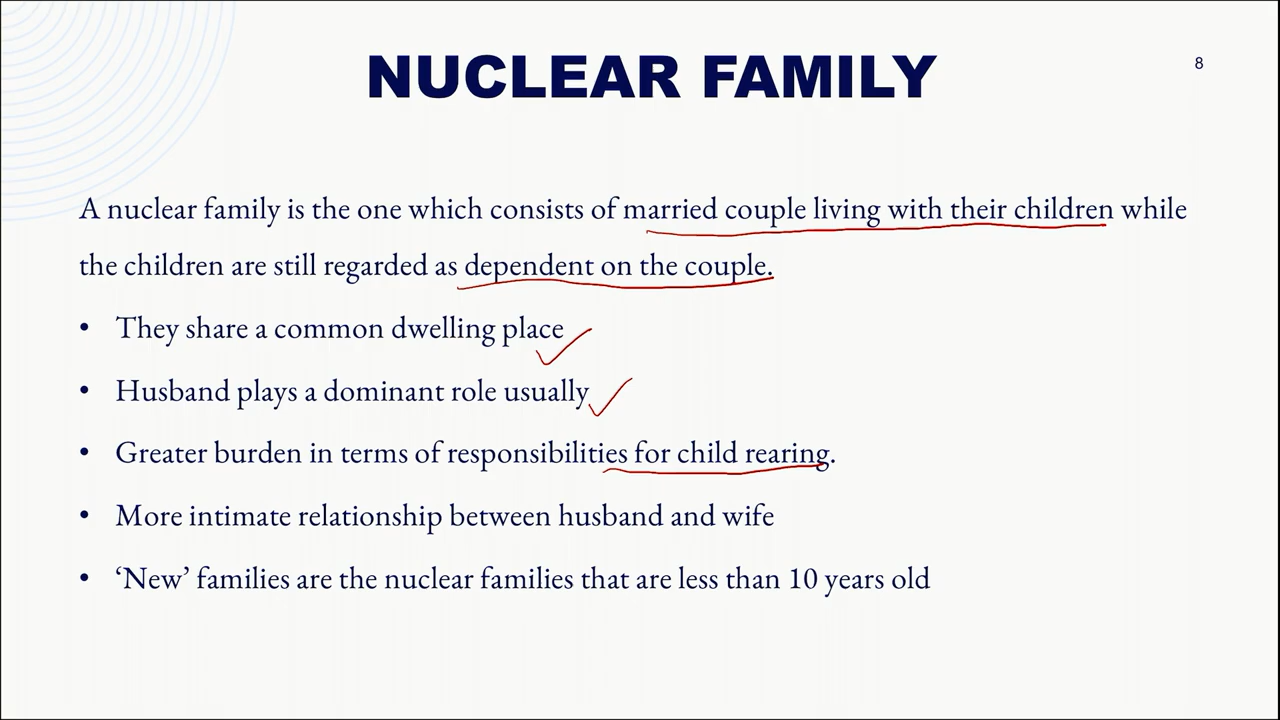 NUCLEAR FAMILY
8
A nuclear family is the one which consists of married couple living with their children while
the children are still regarded as dependent on the couple.
• They share a common dwelling place
• Husband plays a dominant role usually
• Greater burden in terms of responsibilities for child rearing.
• More intimate relationship between husband and wife
• ‘New’ families are the nuclear families that are less than 10 years old